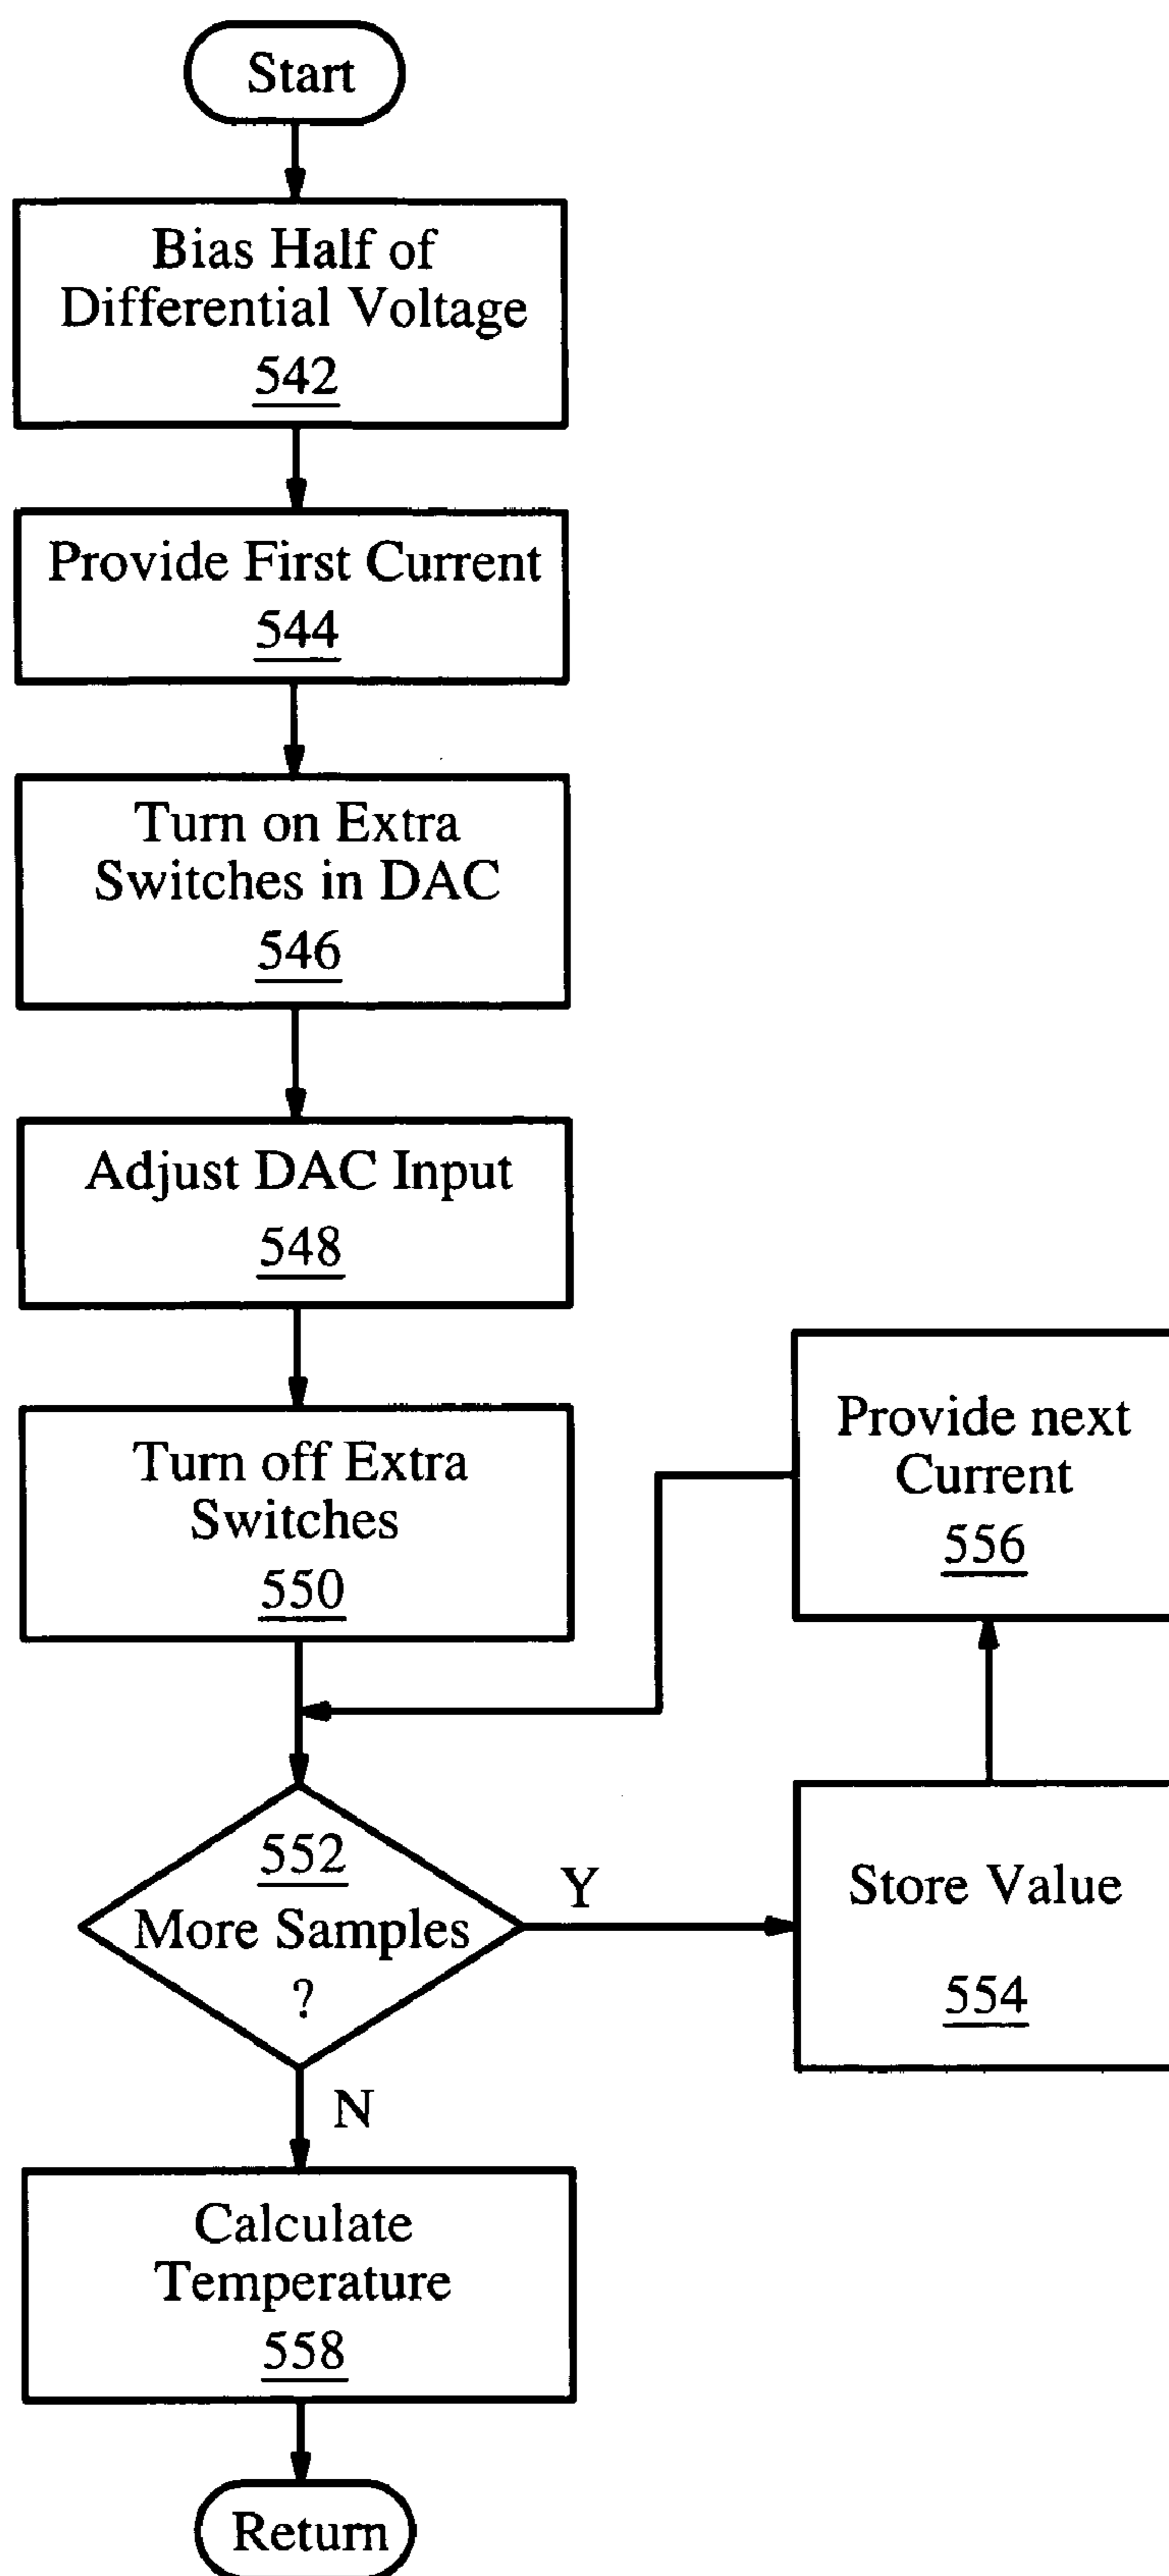 Start
Bias Half of
Differential Voltage
542
Provide First Current
544
Turn on Extra
Switches in DAC
546
Adjust DAC Input
548
Turn off Extra
Switches
550
Provide next
Current
556
552
More Samples
?
Y
Store Value
554
N
Calculate
Temperature
558
Return